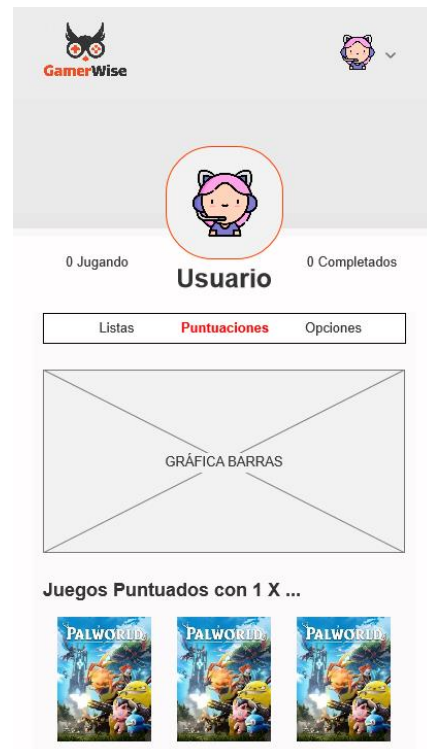 GamerWise
0 Jugando
0 Completados
Usuario
Listas Puntuaciones Opciones
GRÁFICA BARRAS
Juegos Puntuados con 1 X ...
PALWORLD PALWORLD PALWORLD